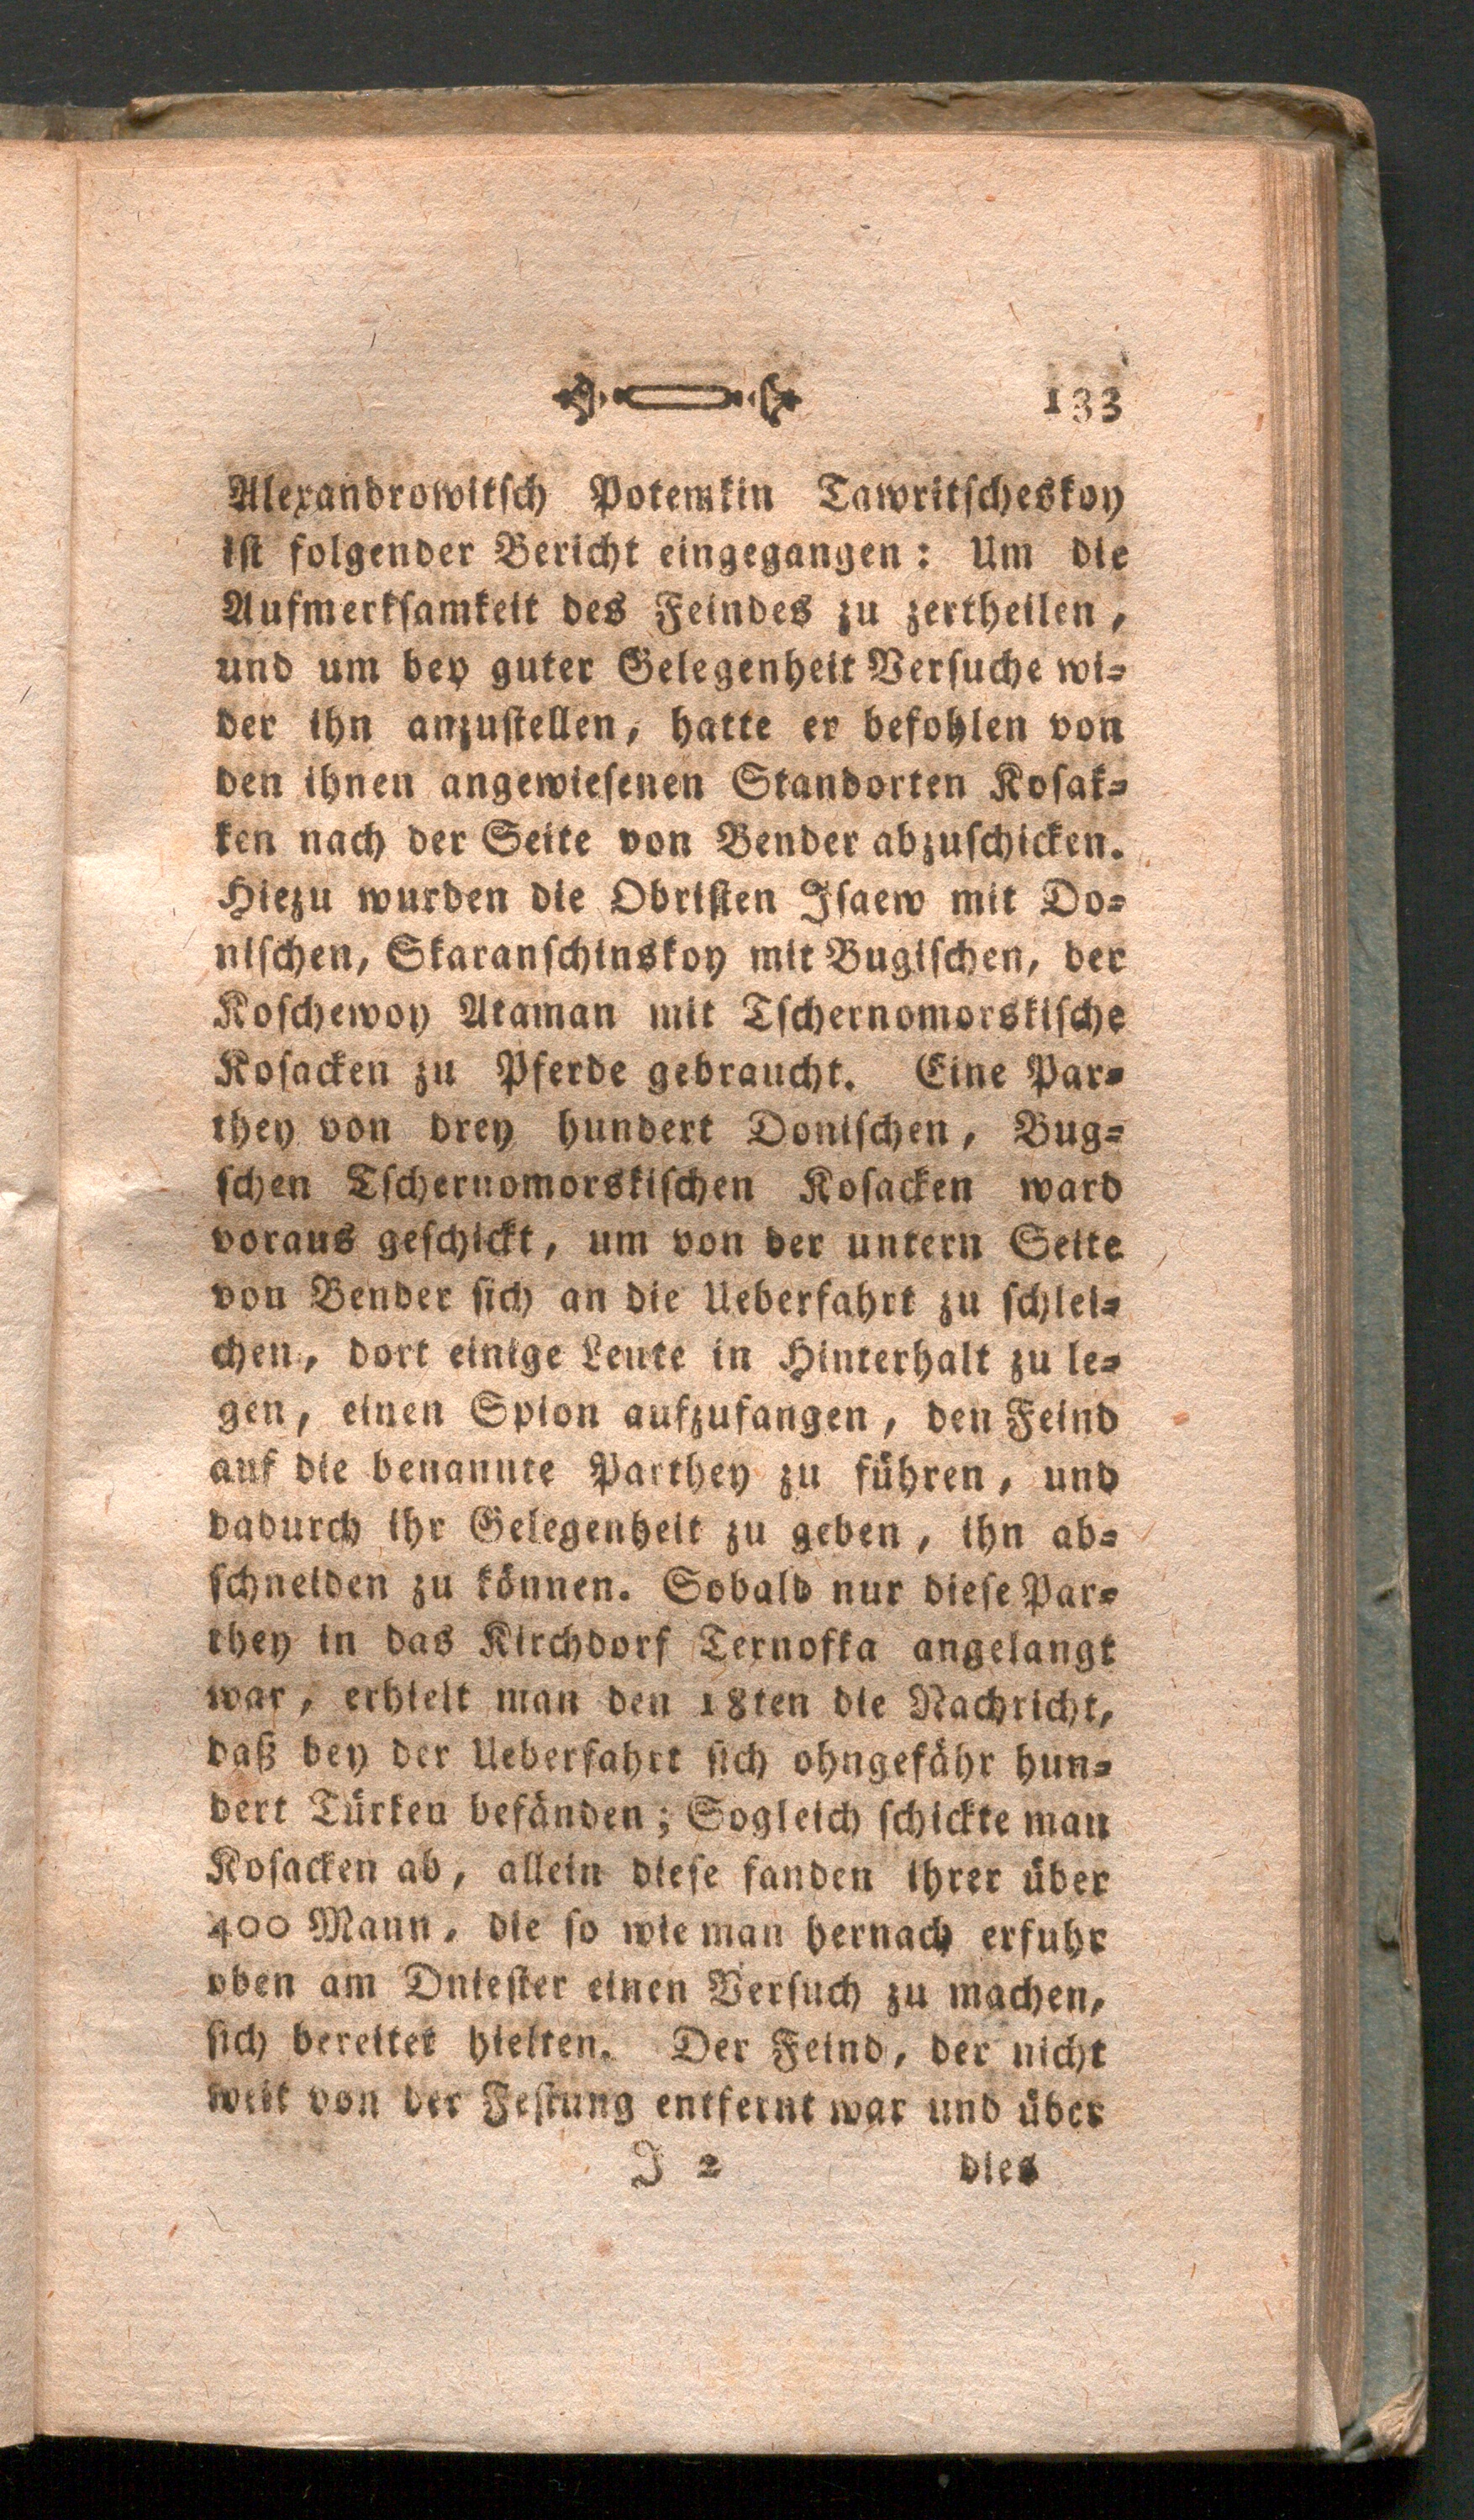 133
Alexandrowitsch Potemkin Tawritscheskoy
ist folgender Bericht eingegangen: Um die
Aufmerksamkeit des Feindes zu zertheilen,
und um bey guter Gelegenheit Versuche wi-
der ihn anzustellen, hatte er befohlen von
den ihnen angewiesenen Standorten Kosak-
ken nach der Seite von Bender abzuschicken.
Hiezu wurden die Obristen Isaew mit Do-
nischen, Skaranschinskoy mit Bugischen, der
Koschewoy Ataman mit Tschernomorskische
Kosacken zu Pferde gebraucht. Eine Par-
they von drey hundert Donischen, Bug-
schen Tschernomorskischen Kosacken ward
voraus geschickt, um von der untern Seite
von Bender sich an die Ueberfahrt zu schlei-
chen, dort einige Leute in Hinterhalt zu le-
gen, einen Spion aufzufangen, den Feind
auf die benannte Parthey zu führen, und
dadurch ihr Gelegenheit zu geben, ihn ab-
schneiden zu können. Sobald nur diese Par-
they in das Kirchdorf Ternofka angelangt
war, erhielt man den 18ten die Nachricht,
daß bey der Ueberfahrt sich ohngefähr hun-
dert Türken befänden; Sogleich schickte man
Kosacken ab, allein diese fanden ihrer über
400 Mann, die so wie man hernach erfuhr
oben am Dniester einen Versuch zu machen,
sich bereitet hielten. Der Feind, der nicht
weit von der Festung entfernt war und über
J 2 dies